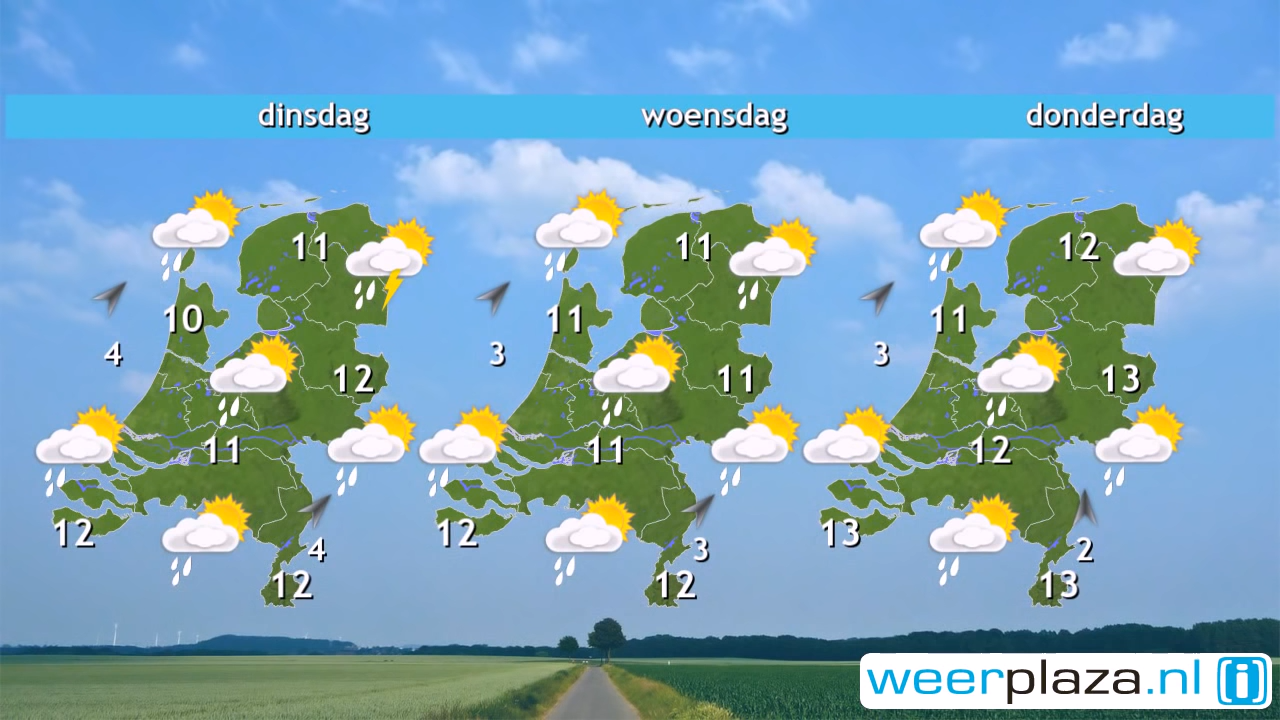 dinsdag woensdag donderdag
11 11 12
10 11 11
4 3 3
12 11 13
11 11 12
12 12 13
4 3 2
12 12 13
weerplaza.nl